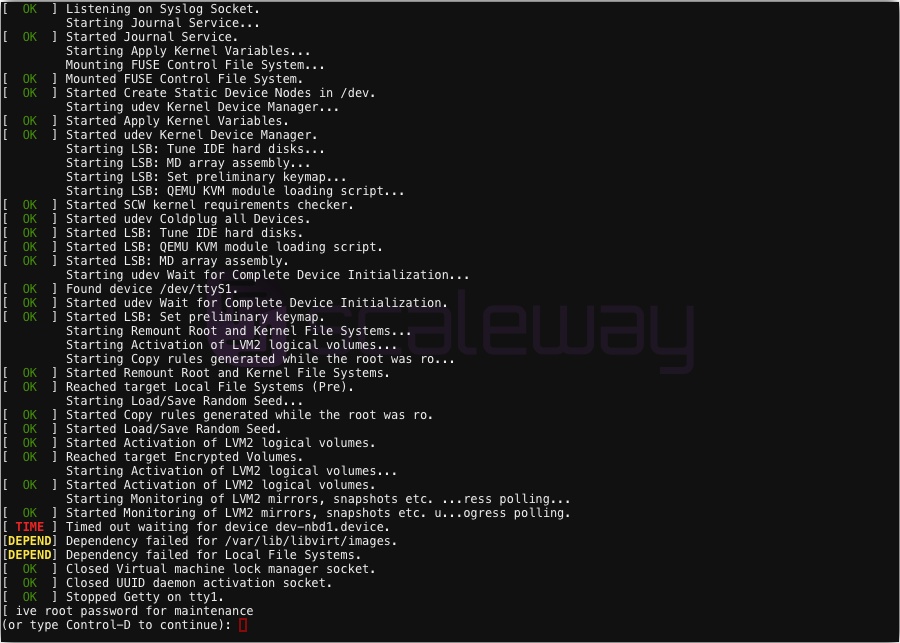 [  OK  ] Listening on Syslog Socket.
         Starting Journal Service...
[  OK  ] Started Journal Service.
         Starting Apply Kernel Variables...
         Mounting FUSE Control File System...
[  OK  ] Mounted FUSE Control File System.
[  OK  ] Started Create Static Device Nodes in /dev.
         Starting udev Kernel Device Manager...
[  OK  ] Started Apply Kernel Variables.
[  OK  ] Started udev Kernel Device Manager.
         Starting LSB: Tune IDE hard disks...
         Starting LSB: MD array assembly...
         Starting LSB: Set preliminary keymap...
         Starting LSB: QEMU KVM module loading script...
[  OK  ] Started SCW kernel requirements checker.
[  OK  ] Started udev Coldplug all Devices.
[  OK  ] Started LSB: Tune IDE hard disks.
[  OK  ] Started LSB: QEMU KVM module loading script.
[  OK  ] Started LSB: MD array assembly.
         Starting udev Wait for Complete Device Initialization...
[  OK  ] Found device /dev/ttyS1.
[  OK  ] Started udev Wait for Complete Device Initialization.
[  OK  ] Started LSB: Set preliminary keymap.
         Starting Remount Root and Kernel File Systems...
         Starting Activation of LVM2 logical volumes...
         Starting Copy rules generated while the root was ro...
[  OK  ] Started Remount Root and Kernel File Systems.
[  OK  ] Reached target Local File Systems (Pre).
         Starting Load/Save Random Seed...
[  OK  ] Started Copy rules generated while the root was ro.
[  OK  ] Started Load/Save Random Seed.
[  OK  ] Started Activation of LVM2 logical volumes.
[  OK  ] Reached target Encrypted Volumes.
         Starting Activation of LVM2 logical volumes...
[  OK  ] Started Activation of LVM2 logical volumes.
         Starting Monitoring of LVM2 mirrors, snapshots etc. ...ress polling...
[  OK  ] Started Monitoring of LVM2 mirrors, snapshots etc. u...ogress polling.
[ TIME ] Timed out waiting for device dev-nbd1.device.
[DEPEND] Dependency failed for /var/lib/libvirt/images.
[DEPEND] Dependency failed for Local File Systems.
[  OK  ] Closed Virtual machine lock manager socket.
[  OK  ] Closed UUID daemon activation socket.
[  OK  ] Stopped Getty on tty1.
[ ive root password for maintenance
(or type Control-D to continue):
scaleway